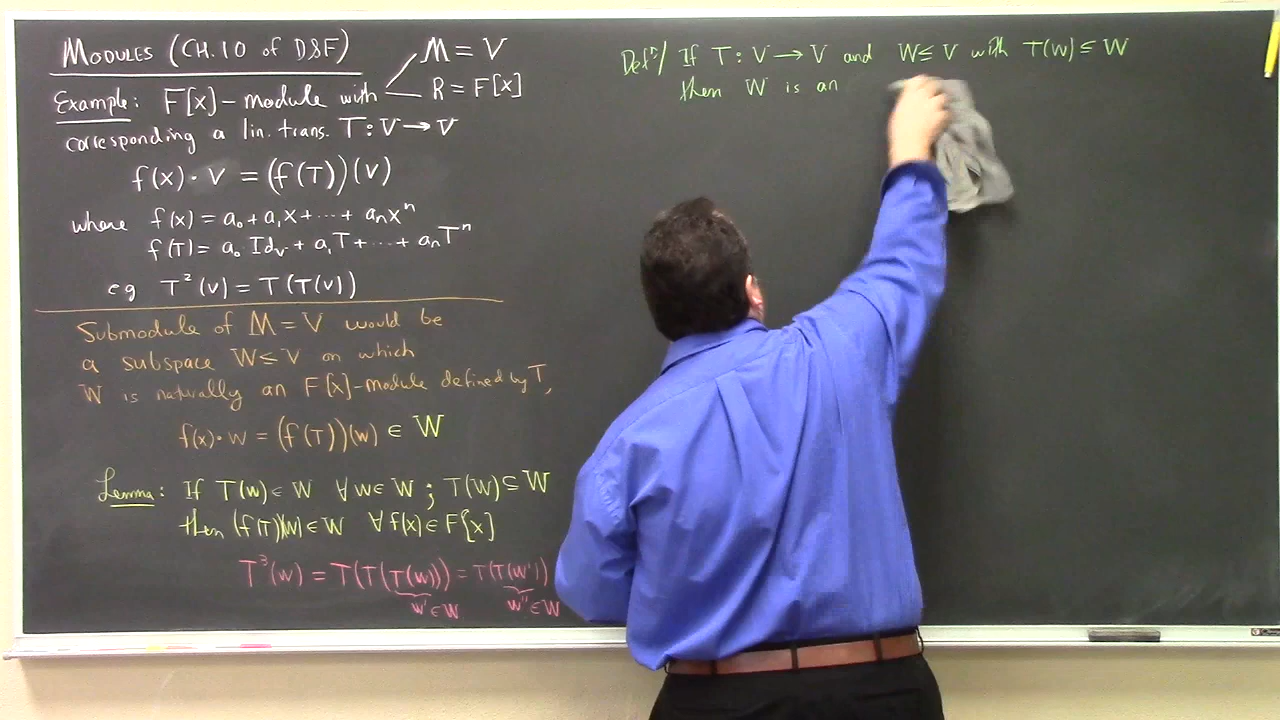 MODULES (CH. 10 of D&F)
M = V
R = F[x]
Example: F[x]-module with
corresponding a lin. trans. T: V → V
f(x)·V = (f(T))(v)
where f(x) = a₀ + a₁x + ··· + aₙxⁿ
f(T) = a₀ Id_V + a₁T + ··· + aₙTⁿ
eg T²(v) = T(T(v))
Submodule of M = V would be
a subspace W ≤ V on which
W is naturally an F[x]-module defined by T,
f(x)·W = (f(T))(w) ∈ W
Lemma: If T(w) ∈ W ∀w∈W ; T(W) ⊆ W
then (f(T))(w) ∈ W ∀ f(x) ∈ F[x]
T³(w) = T(T(T(w))) = T(T(w'))
w' ∈ W w'' ∈ W
Defⁿ/ If T: V → V and W ≤ V with T(W) ⊆ W
then W is an